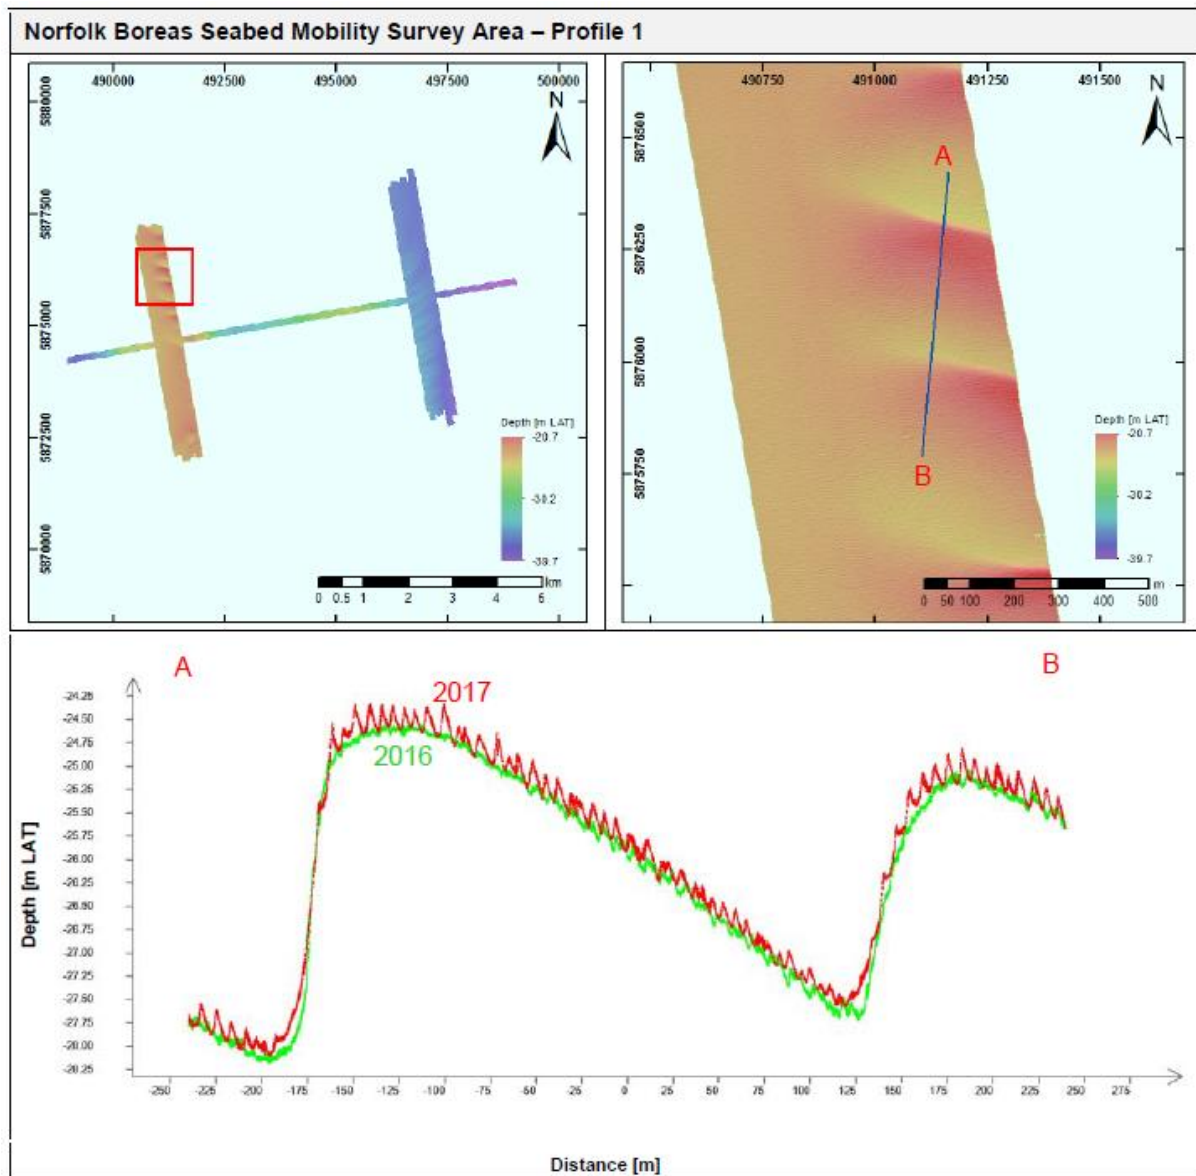 Norfolk Boreas Seabed Mobility Survey Area – Profile 1
490000 492500 495000 497500 500000
5880000
5877500
5875000
5872500
5870000
N
Depth [m LAT]
-20.7
-30.2
-39.7
0 0.5 1 2 3 4 5 km
490750 491000 491250 491500
5876500
5876250
5876000
5875750
N
A
B
Depth [m LAT]
-20.7
-30.2
-39.7
0 50 100 200 300 400 500 m
A B
2017
2016
Depth [m LAT]
-24.25
-24.50
-24.75
-25.00
-25.25
-25.50
-25.75
-26.00
-26.25
-26.50
-26.75
-27.00
-27.25
-27.50
-27.75
-28.00
-28.25
-250 -225 -200 -175 -150 -125 -100 -75 -50 -25 0 25 50 75 100 125 150 175 200 225 250 275
Distance [m]